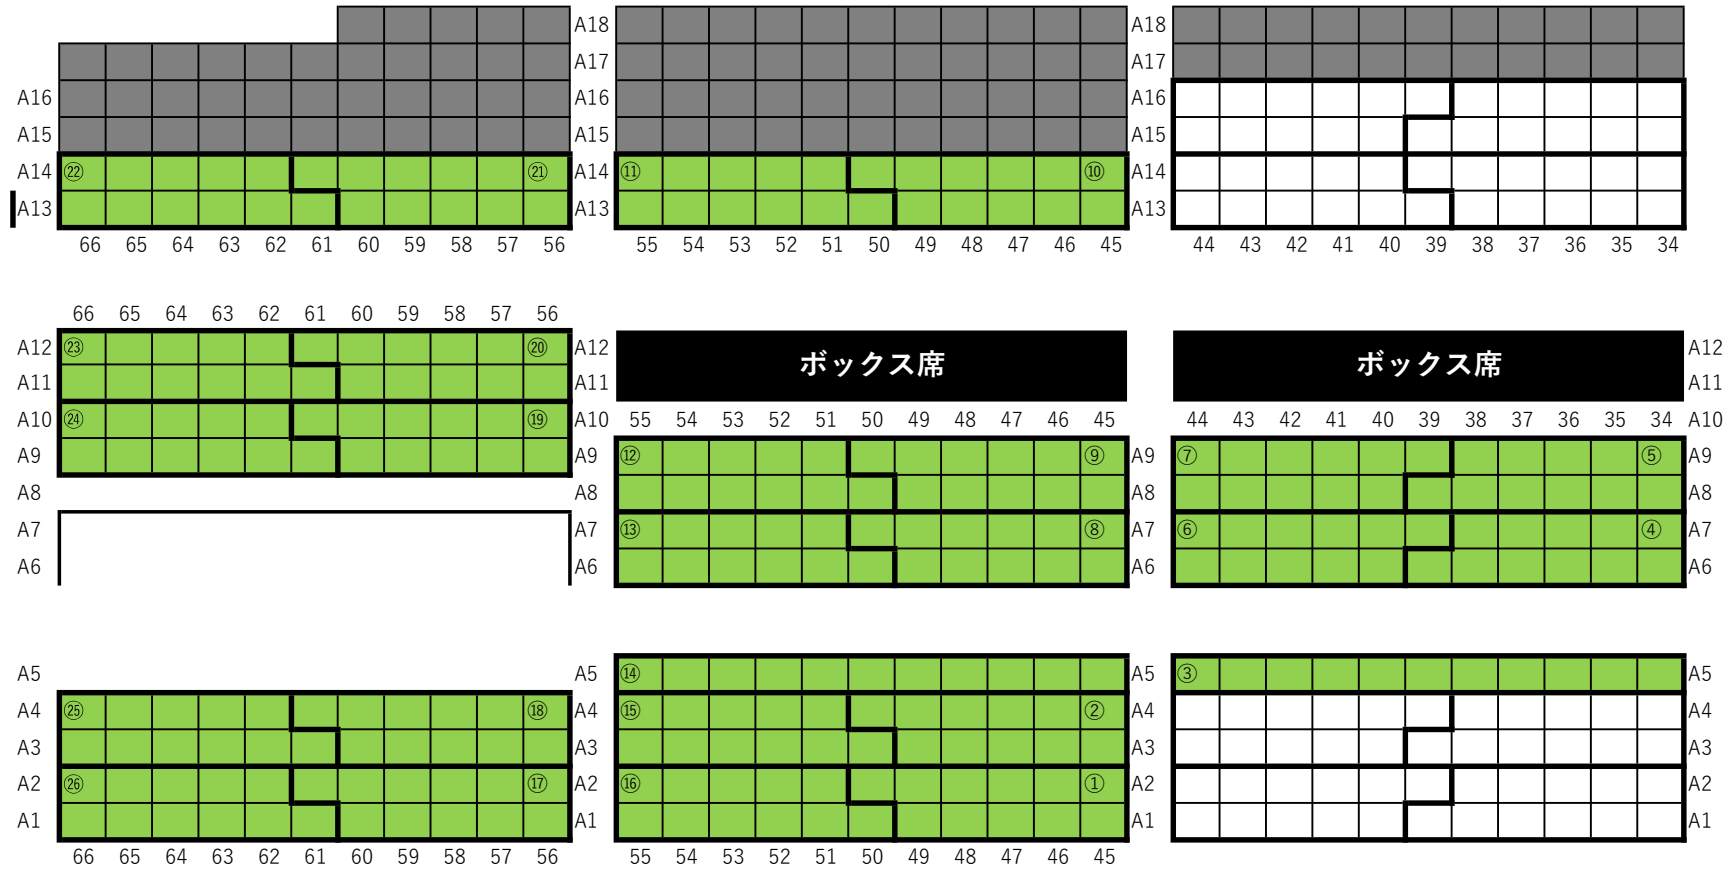 A18 A18
A17 A17
A16 A16 A16
A15 A15 A15
㉒ ㉑ A14 ⑪ ⑩ A14
A13 A13 A13
66 65 64 63 62 61 60 59 58 57 56 55 54 53 52 51 50 49 48 47 46 45 44 43 42 41 40 39 38 37 36 35 34
66 65 64 63 62 61 60 59 58 57 56
A12 ㉓ ⑳ A12 ボックス席 ボックス席 A12
A11 A11 A11
A10 ㉔ ⑲ A10 55 54 53 52 51 50 49 48 47 46 45 44 43 42 41 40 39 38 37 36 35 34 A10
A9 A9 ⑫ ⑨ A9 ⑦ ⑤ A9
A8 A8 A8 A8
A7 A7 ⑬ ⑧ A7 ⑥ ④ A7
A6 A6 A6 A6
A5 A5 ⑭ A5 ③ A5
A4 ㉕ ⑱ A4 ⑮ ② A4 A4
A3 A3 A3 A3
A2 ㉖ ⑰ A2 ⑯ ① A2 A2
A1 A1 A1 A1
66 65 64 63 62 61 60 59 58 57 56 55 54 53 52 51 50 49 48 47 46 45